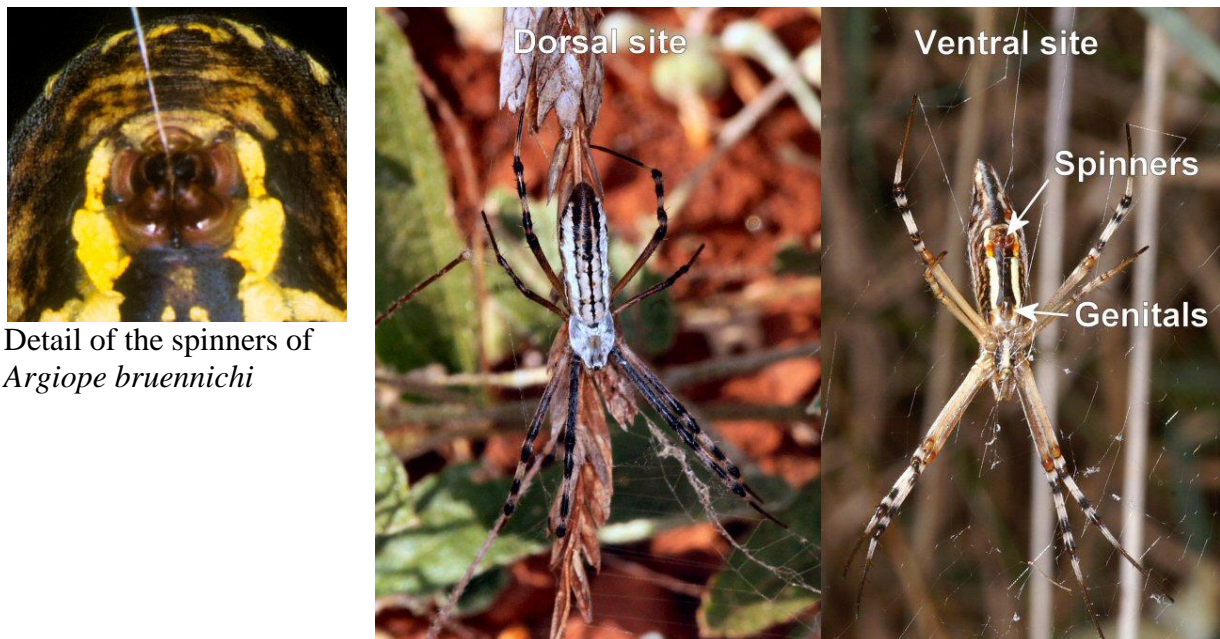 Detail of the spinners of
Argiope bruennichi
Dorsal site
Ventral site
Spinners
Genitals